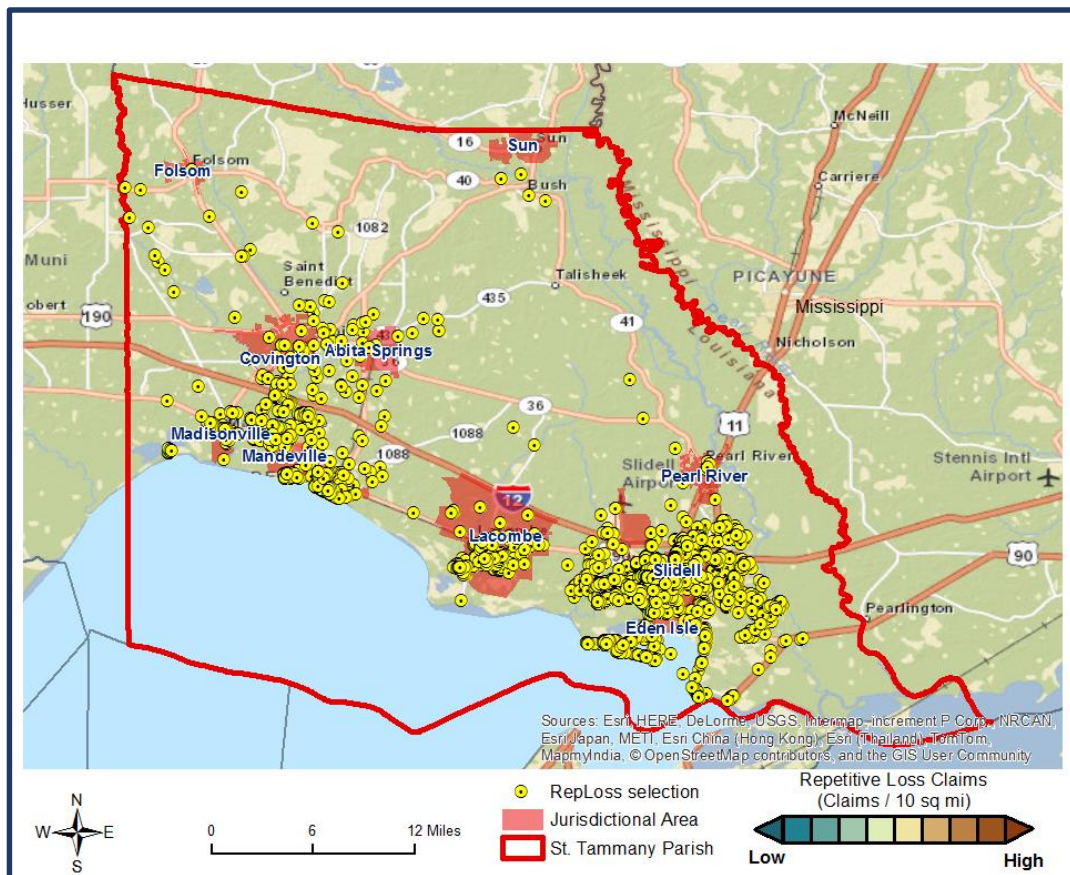 Husser
Folsom
Folsom
16
Sun
Sun
40
Bush
McNeill
Carriere
1082
Muni
Saint
Benedict
Talisheek
Mississippi
PICAYUNE
Mississippi
obert
190
435
41
Pearl
Louisiana
Nicholson
Covington
Abita Springs
36
11
Madisonville
1088
Mandeville
1088
Slidell
Airport
Pearl River
Pearl River
Stennis Intl
Airport
12
Lacombe
90
Slidell
Eden Isle
Pearlington
Sources: Esri, HERE, DeLorme, USGS, Intermap, increment P Corp., NRCAN,
Esri Japan, METI, Esri China (Hong Kong), Esri (Thailand), TomTom,
MapmyIndia, © OpenStreetMap contributors, and the GIS User Community
N
W E
S
0 6 12 Miles
RepLoss selection
Jurisdictional Area
St. Tammany Parish
Repetitive Loss Claims
(Claims / 10 sq mi)
Low High